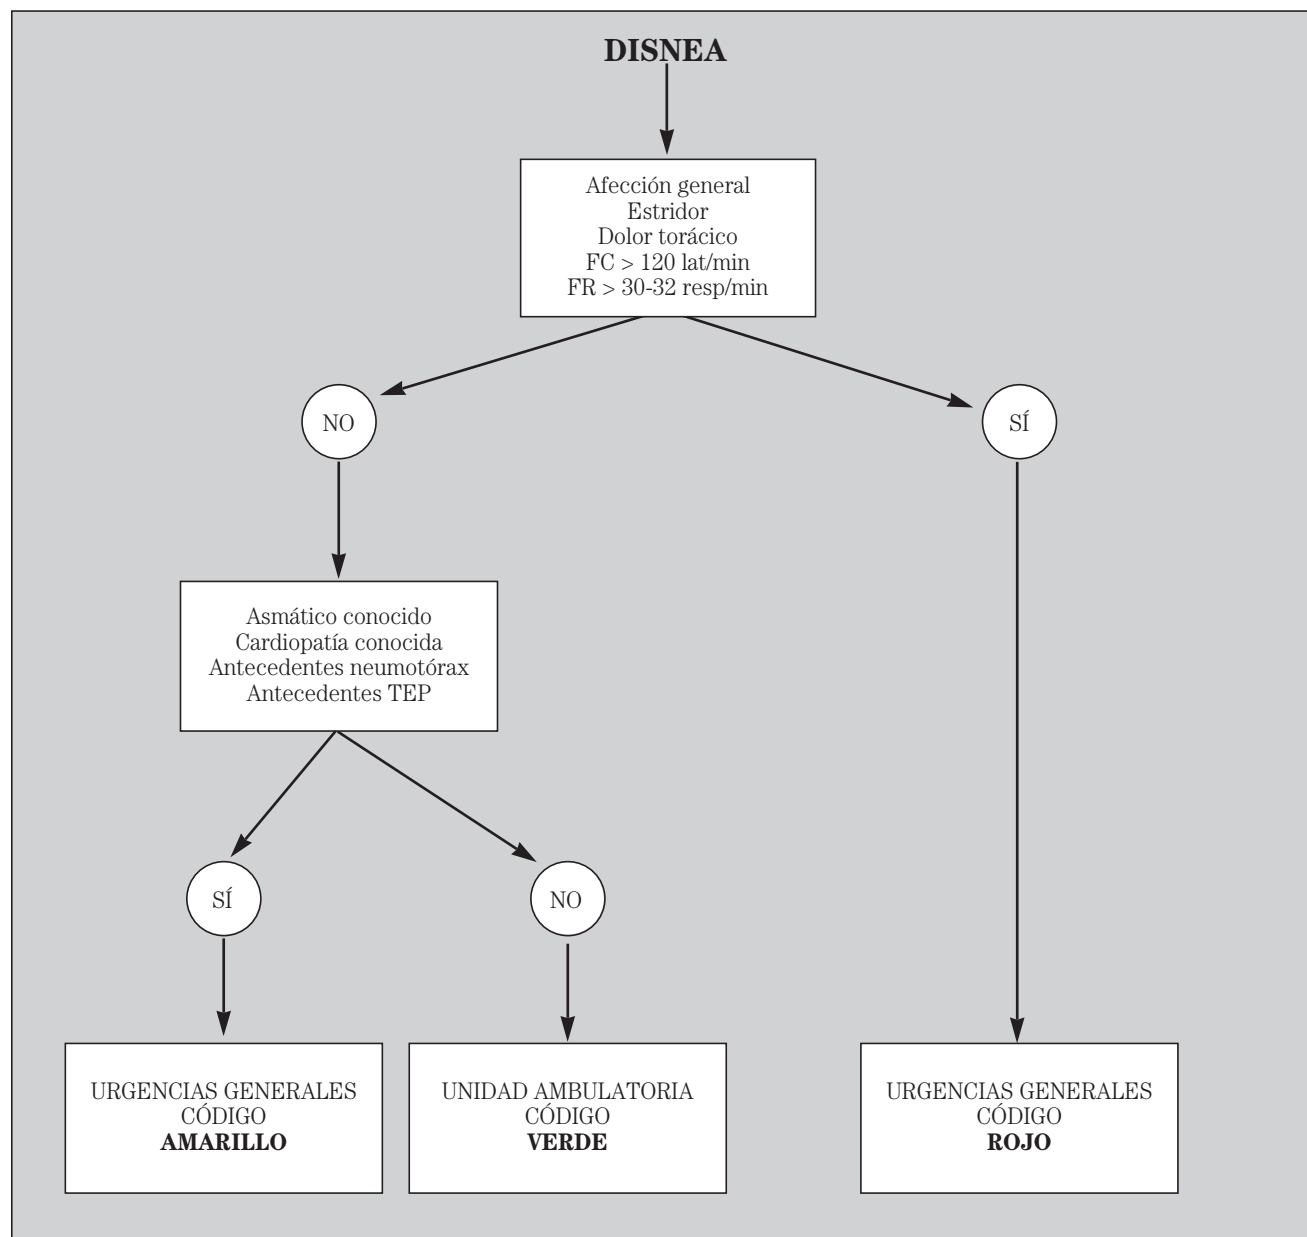 DISNEA
Afección general
Estridor
Dolor torácico
FC > 120 lat/min
FR > 30-32 resp/min
NO
SÍ
Asmático conocido
Cardiopatía conocida
Antecedentes neumotórax
Antecedentes TEP
SÍ
NO
URGENCIAS GENERALES
CÓDIGO
AMARILLO
UNIDAD AMBULATORIA
CÓDIGO
VERDE
URGENCIAS GENERALES
CÓDIGO
ROJO